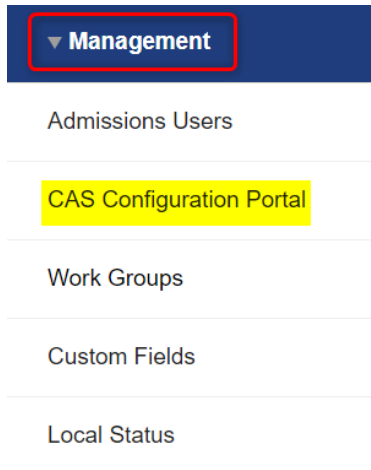 Management
Admissions Users
CAS Configuration Portal
Work Groups
Custom Fields
Local Status